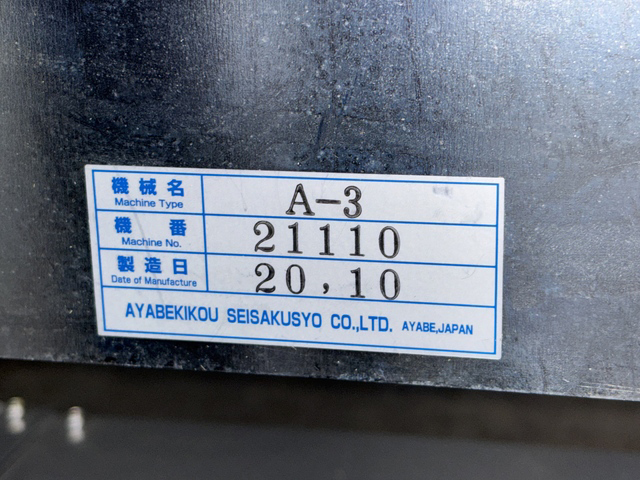 機械名 A-3
Machine Type
機番 21110
Machine No.
製造日 20,10
Date of Manufacture
AYABEKIKOU SEISAKUSYO CO.,LTD. AYABE,JAPAN